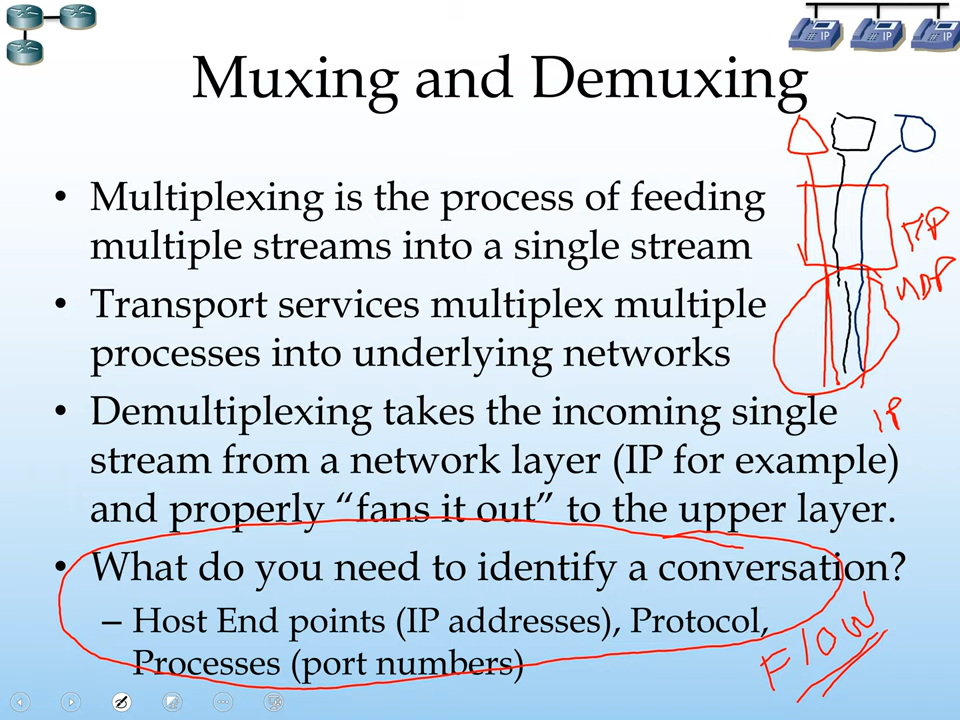 IP IP IP
Muxing and Demuxing
• Multiplexing is the process of feeding
multiple streams into a single stream
• Transport services multiplex multiple
processes into underlying networks
• Demultiplexing takes the incoming single
stream from a network layer (IP for example)
and properly “fans it out” to the upper layer.
• What do you need to identify a conversation?
– Host End points (IP addresses), Protocol,
Processes (port numbers)
UDP
IP
FlOW